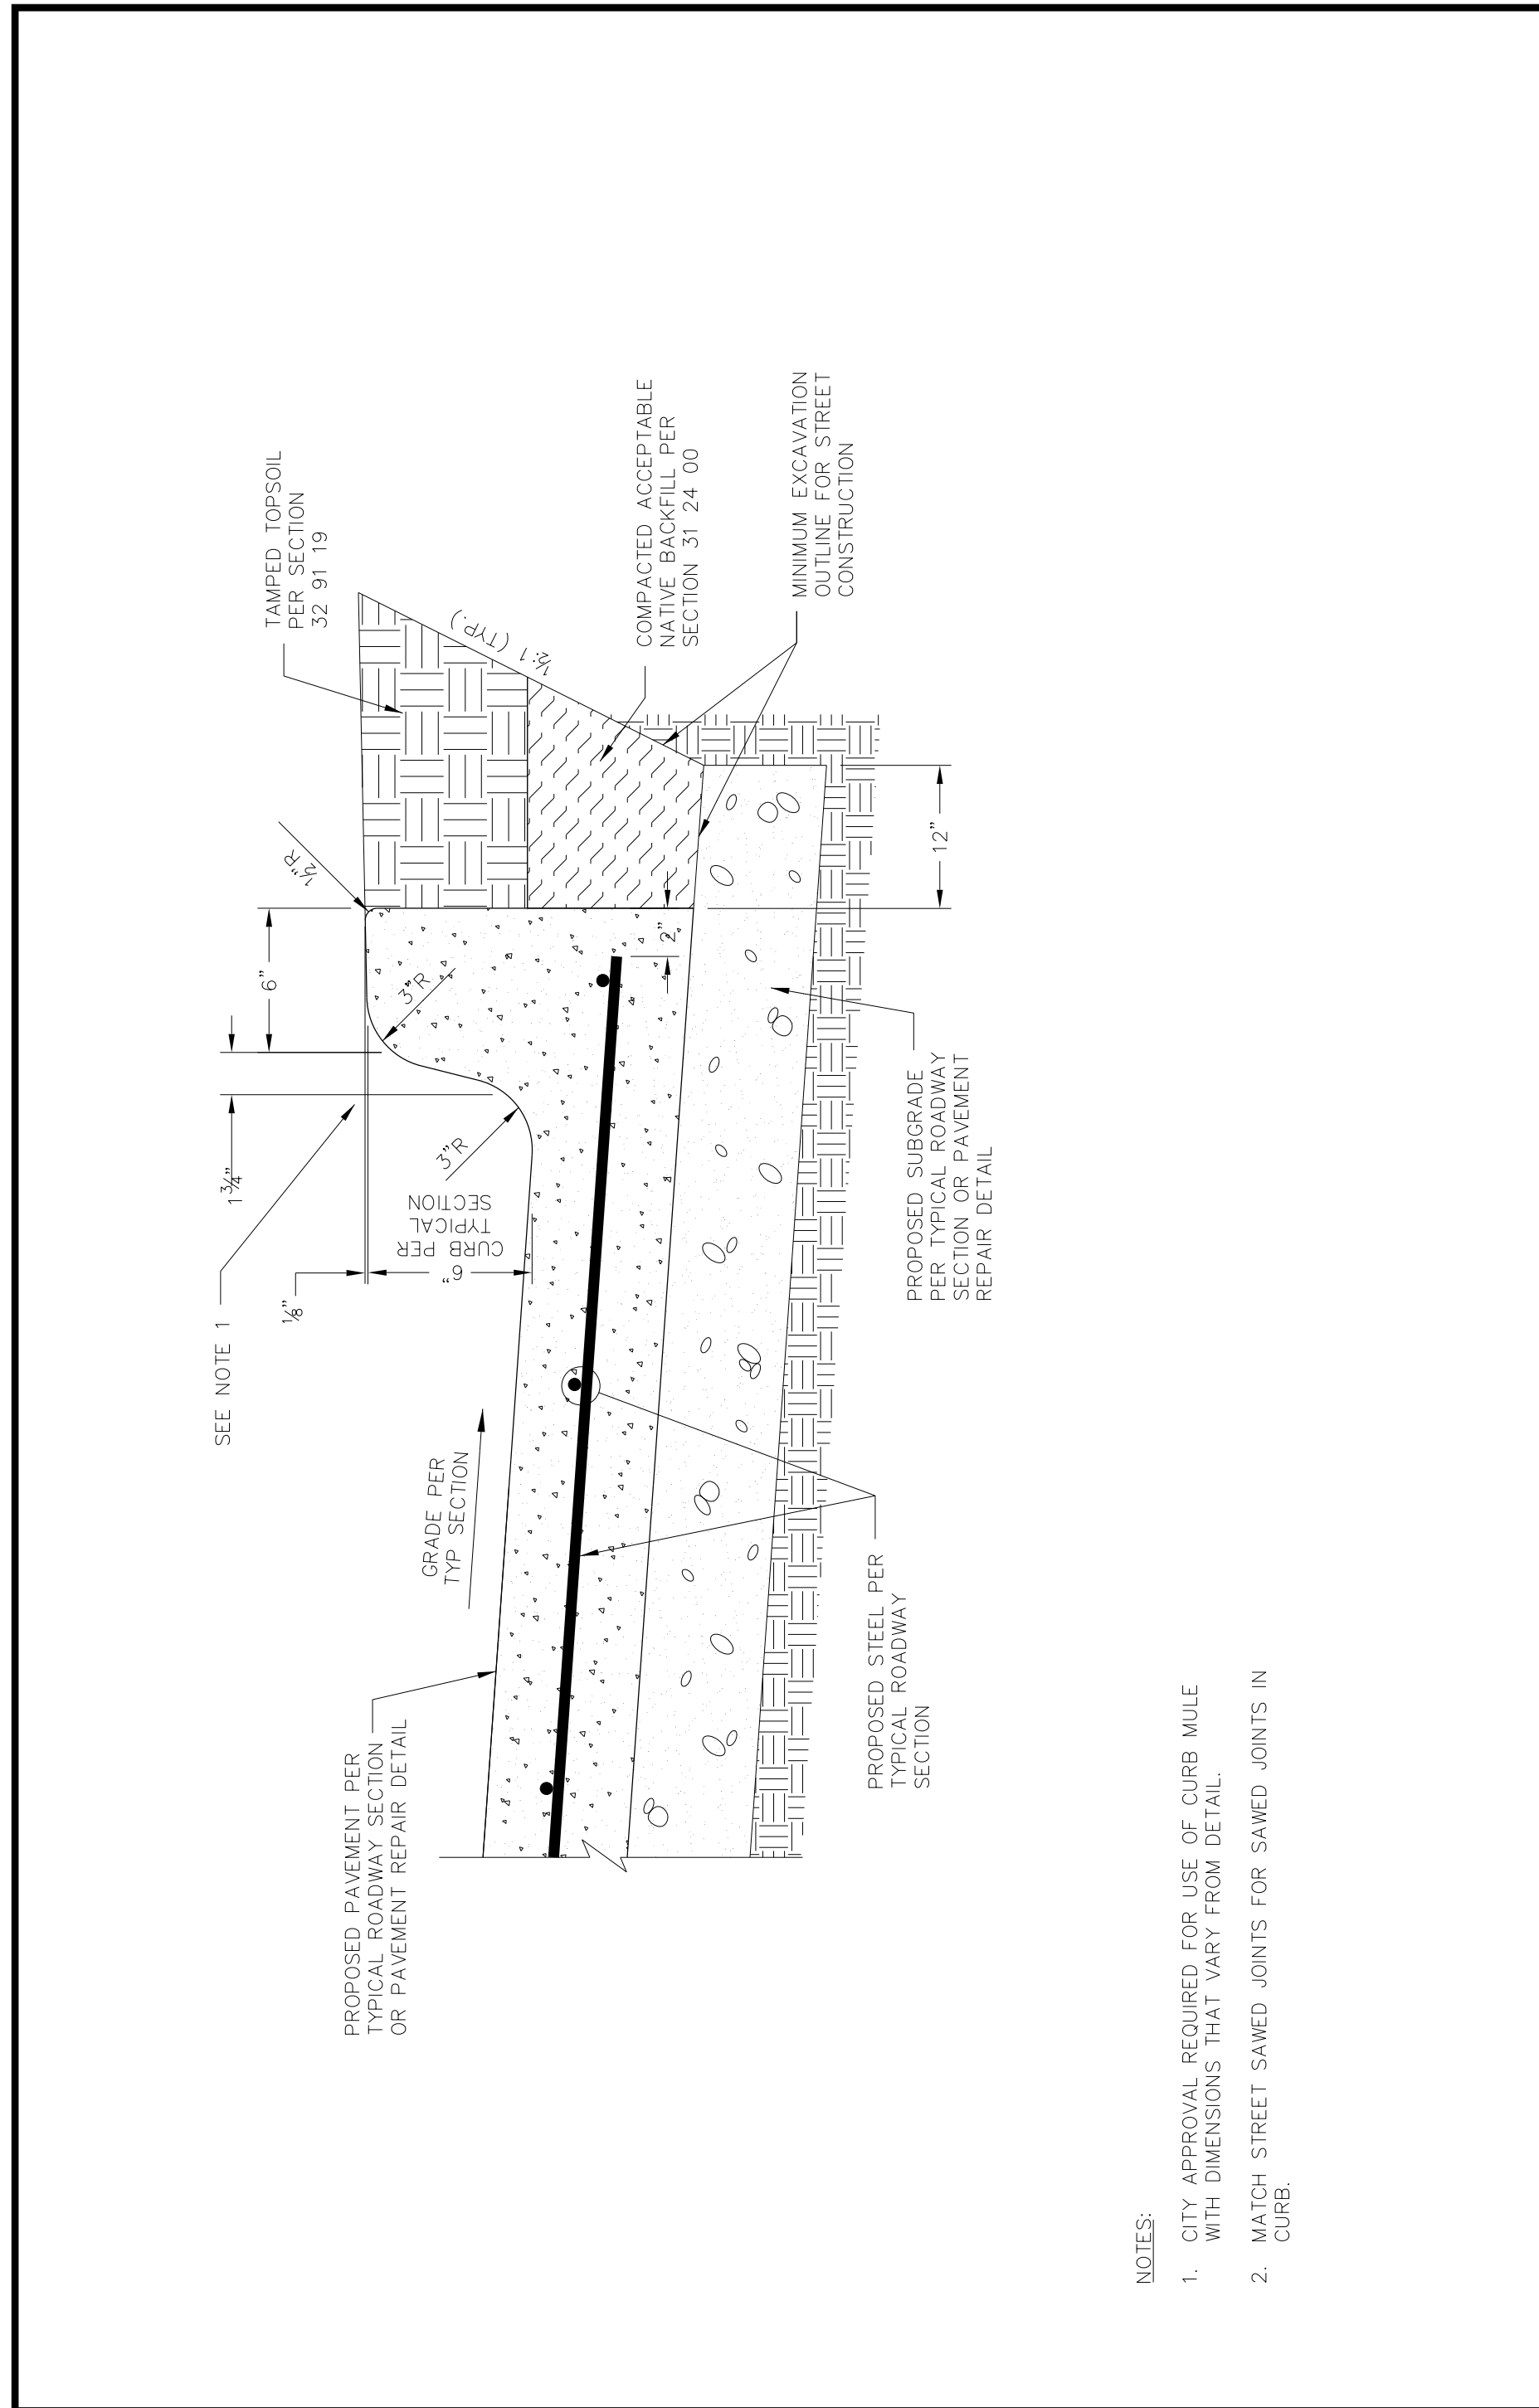 SEE NOTE 1
1¾"
6"
½"R
TAMPED TOPSOIL
PER SECTION
32 91 19
⅛"
6"
CURB PER
TYPICAL
SECTION
3"R
3"R
½:1 (TYP.)
PROPOSED PAVEMENT PER
TYPICAL ROADWAY SECTION
OR PAVEMENT REPAIR DETAIL
GRADE PER
TYP SECTION
2"
COMPACTED ACCEPTABLE
NATIVE BACKFILL PER
SECTION 31 24 00
MINIMUM EXCAVATION
OUTLINE FOR STREET
CONSTRUCTION
12"
PROPOSED STEEL PER
TYPICAL ROADWAY
SECTION
PROPOSED SUBGRADE
PER TYPICAL ROADWAY
SECTION OR PAVEMENT
REPAIR DETAIL
NOTES:
1. CITY APPROVAL REQUIRED FOR USE OF CURB MULE
WITH DIMENSIONS THAT VARY FROM DETAIL.
2. MATCH STREET SAWED JOINTS FOR SAWED JOINTS IN
CURB.